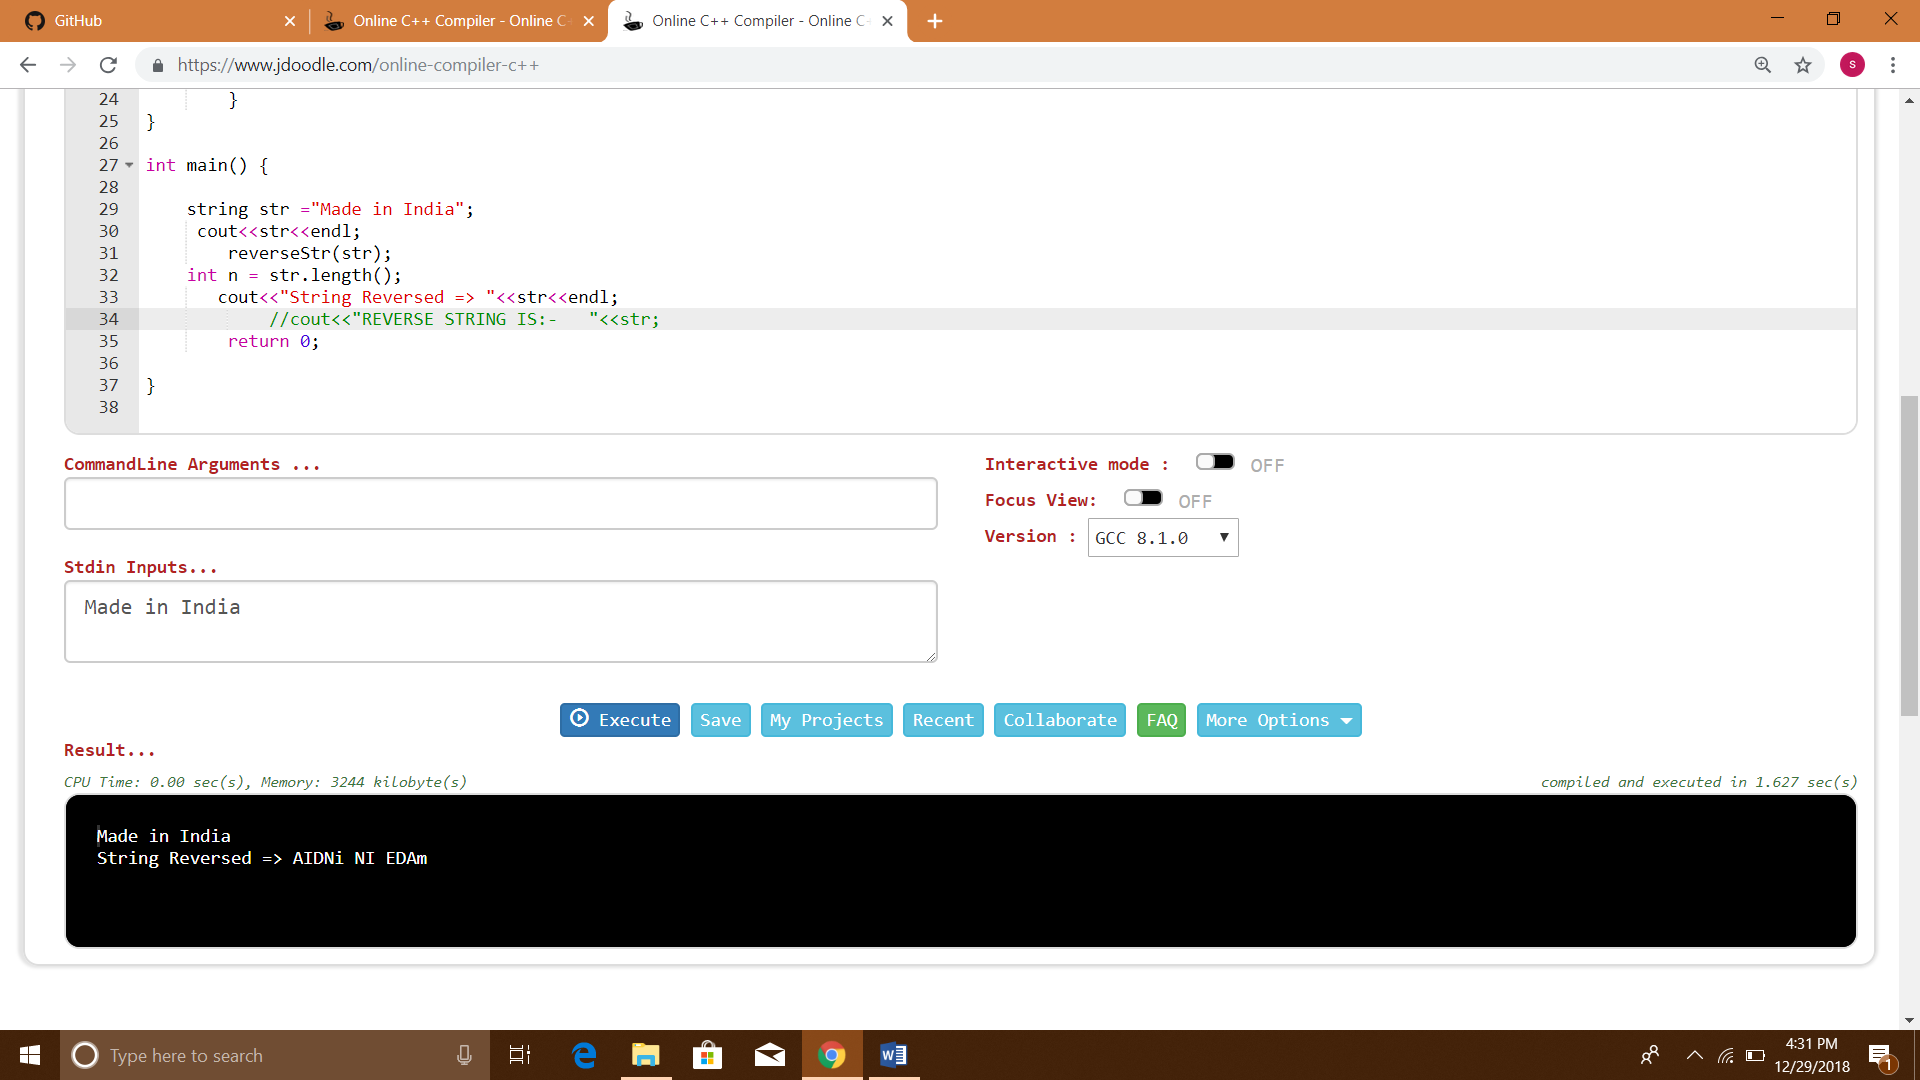 GitHub
Online C++ Compiler - Online C
Online C++ Compiler - Online C
https://www.jdoodle.com/online-compiler-c++
S
24 }
25 }
26
27 int main() {
28
29 string str ="Made in India";
30 cout<<str<<endl;
31 reverseStr(str);
32 int n = str.length();
33 cout<<"String Reversed => "<<str<<endl;
34 //cout<<"REVERSE STRING IS:-   "<<str;
35 return 0;
36
37 }
38
CommandLine Arguments ...
Interactive mode : OFF
Focus View: OFF
Version : GCC 8.1.0
Stdin Inputs...
Made in India
Execute Save My Projects Recent Collaborate FAQ More Options
Result...
CPU Time: 0.00 sec(s), Memory: 3244 kilobyte(s)
compiled and executed in 1.627 sec(s)
Made in India
String Reversed => AIDNi NI EDAm
Type here to search
4:31 PM
12/29/2018
1